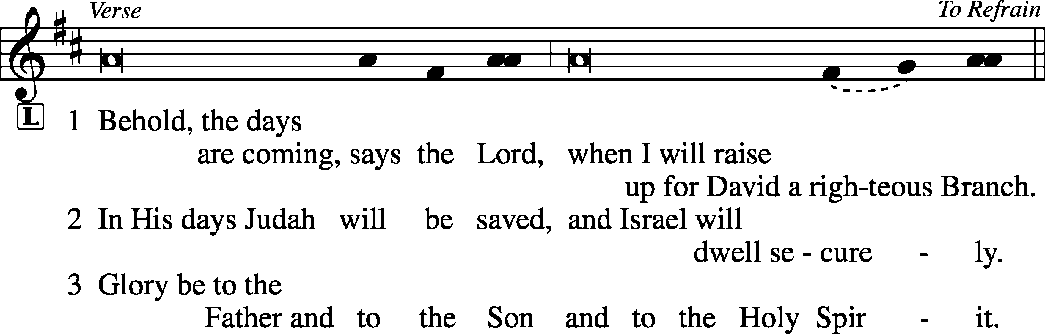 Verse To Refrain
L 1 Behold, the days
are coming, says the Lord, when I will raise
up for David a righ-teous Branch.
2 In His days Judah will be saved, and Israel will
dwell se - cure - ly.
3 Glory be to the
Father and to the Son and to the Holy Spir - it.